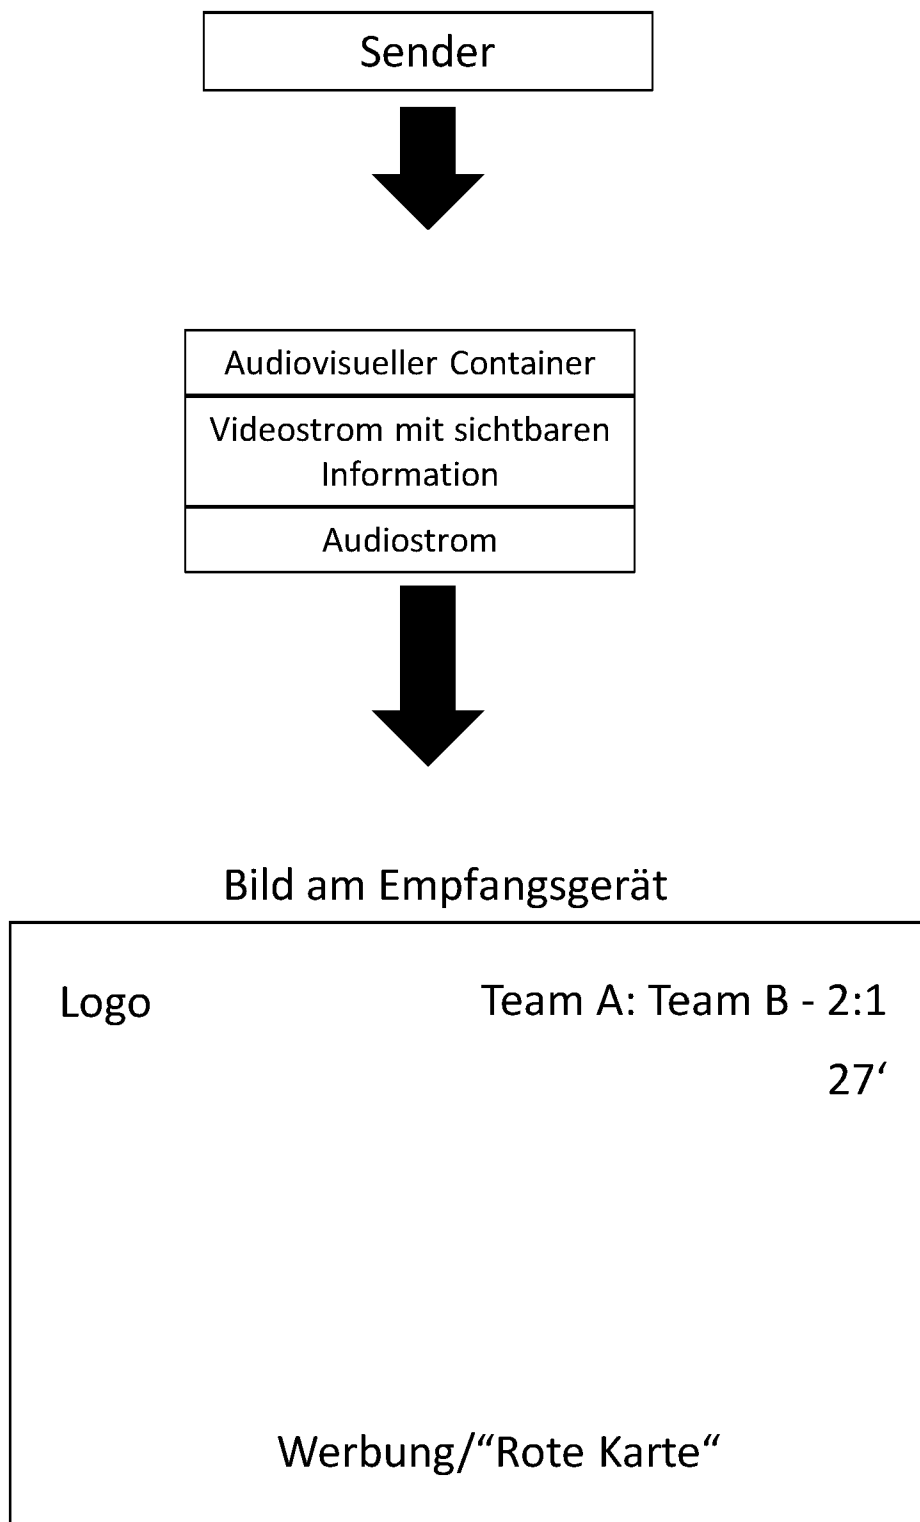 Sender
Audiovisueller Container
Videostrom mit sichtbaren
Information
Audiostrom
Bild am Empfangsgerät
Logo
Team A: Team B - 2:1
27‘
Werbung/“Rote Karte“